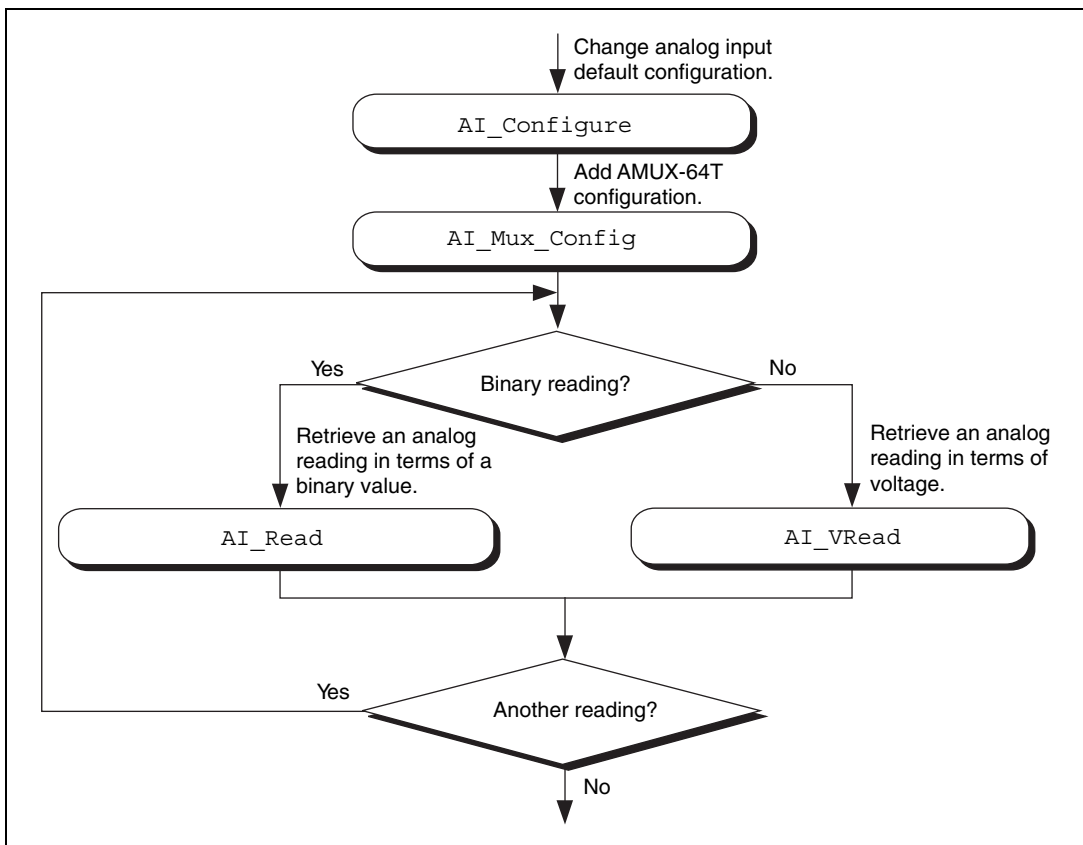 Change analog input
default configuration.
AI_Configure
Add AMUX-64T
configuration.
AI_Mux_Config
Yes
Binary reading?
No
Retrieve an analog
reading in terms of a
binary value.
Retrieve an analog
reading in terms of
voltage.
AI_Read
AI_VRead
Yes
Another reading?
No